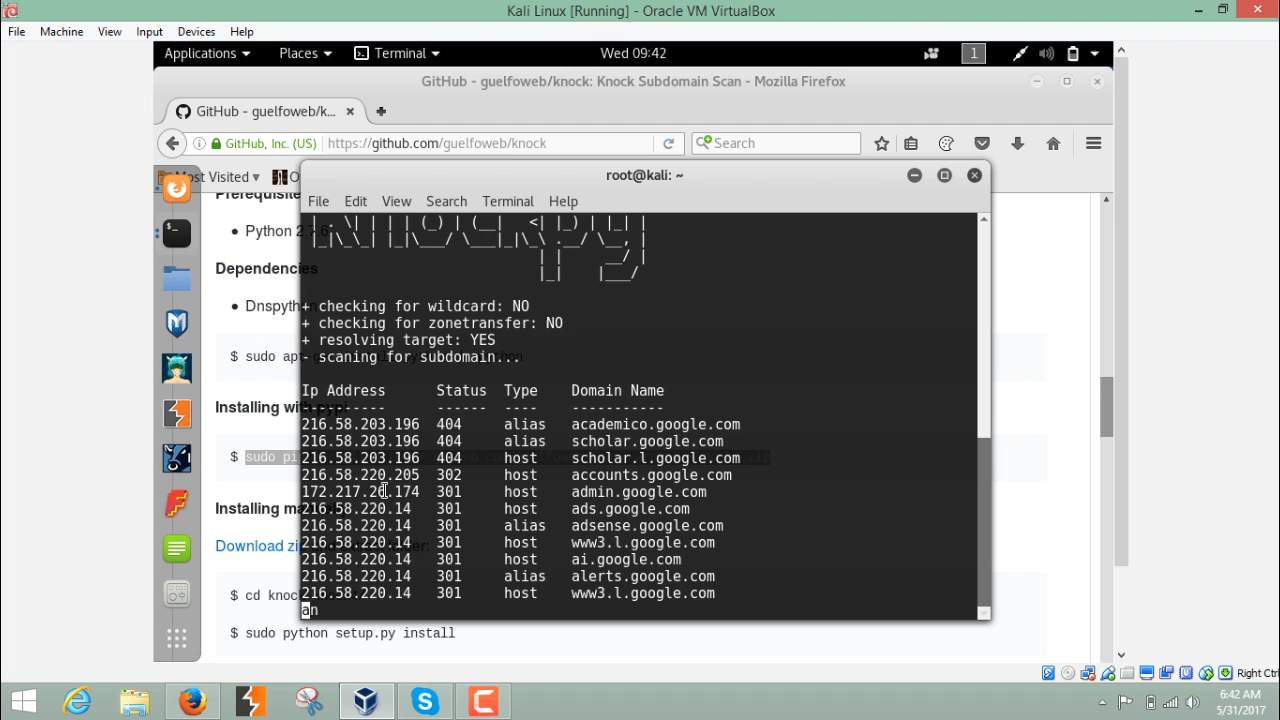 Kali Linux [Running] - Oracle VM VirtualBox
File Machine View Input Devices Help
Applications Places Terminal Wed 09:42 1
GitHub - guelfoweb/knock: Knock Subdomain Scan - Mozilla Firefox
GitHub - guelfoweb/k...
GitHub, Inc. (US) https://github.com/guelfoweb/knock Search
Most Visited
root@kali: ~
Prerequisite
File Edit View Search Terminal Help
Python 2.7.6
Dependencies
Dnspython
+ checking for wildcard: NO
+ checking for zonetransfer: NO
+ resolving target: YES
$ sudo
- scaning for subdomain...
Ip Address Status Type Domain Name
---------- ------ ---- -----------
Installing with pypi
216.58.203.196 404 alias academico.google.com
216.58.203.196 404 alias scholar.google.com
$ sudo
216.58.203.196 404 host scholar.l.google.com
216.58.220.205 302 host accounts.google.com
172.217.26.174 301 host admin.google.com
Installing
216.58.220.14 301 host ads.google.com
216.58.220.14 301 alias adsense.google.com
Download
216.58.220.14 301 host www3.l.google.com
216.58.220.14 301 host ai.google.com
216.58.220.14 301 alias alerts.google.com
$ cd
216.58.220.14 301 host www3.l.google.com
an
$ sudo python setup.py install
Right Ctrl
6:42 AM
5/31/2017